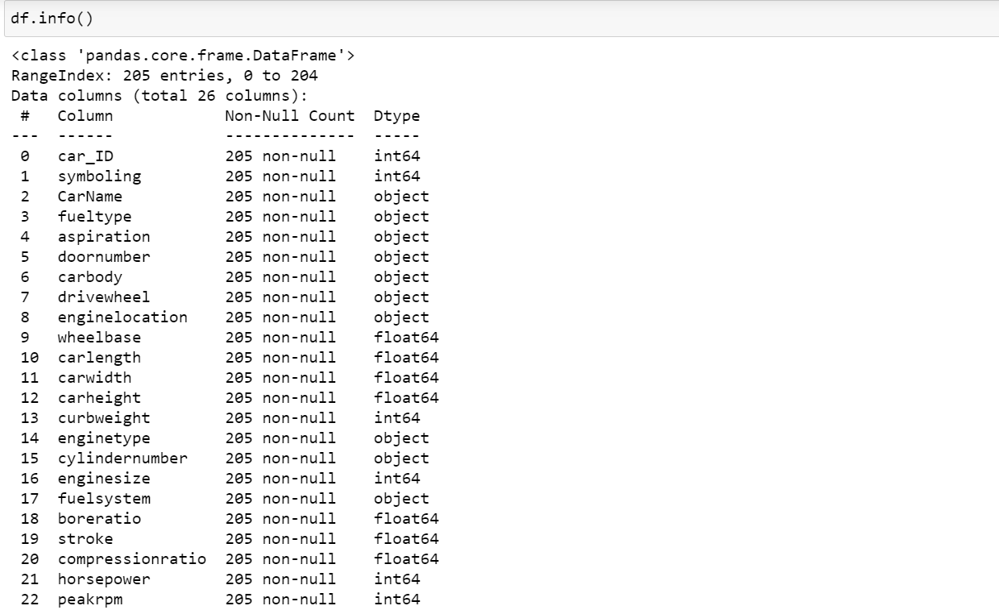 df.info()
<class 'pandas.core.frame.DataFrame'>
RangeIndex: 205 entries, 0 to 204
Data columns (total 26 columns):
 #   Column            Non-Null Count  Dtype
---  ------            --------------  -----
 0   car_ID            205 non-null    int64
 1   symboling         205 non-null    int64
 2   CarName           205 non-null    object
 3   fueltype          205 non-null    object
 4   aspiration        205 non-null    object
 5   doornumber        205 non-null    object
 6   carbody           205 non-null    object
 7   drivewheel        205 non-null    object
 8   enginelocation    205 non-null    object
 9   wheelbase         205 non-null    float64
 10  carlength         205 non-null    float64
 11  carwidth          205 non-null    float64
 12  carheight         205 non-null    float64
 13  curbweight        205 non-null    int64
 14  enginetype        205 non-null    object
 15  cylindernumber    205 non-null    object
 16  enginesize        205 non-null    int64
 17  fuelsystem        205 non-null    object
 18  boreratio         205 non-null    float64
 19  stroke            205 non-null    float64
 20  compressionratio  205 non-null    float64
 21  horsepower        205 non-null    int64
 22  peakrpm           205 non-null    int64